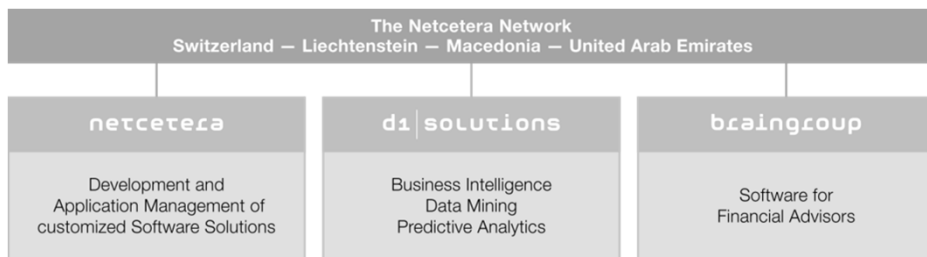 The Netcetera Network
Switzerland — Liechtenstein — Macedonia — United Arab Emirates
netcetera
Development and
Application Management of
customized Software Solutions
d1 | solutions
Business Intelligence
Data Mining
Predictive Analytics
braingroup
Software for
Financial Advisors